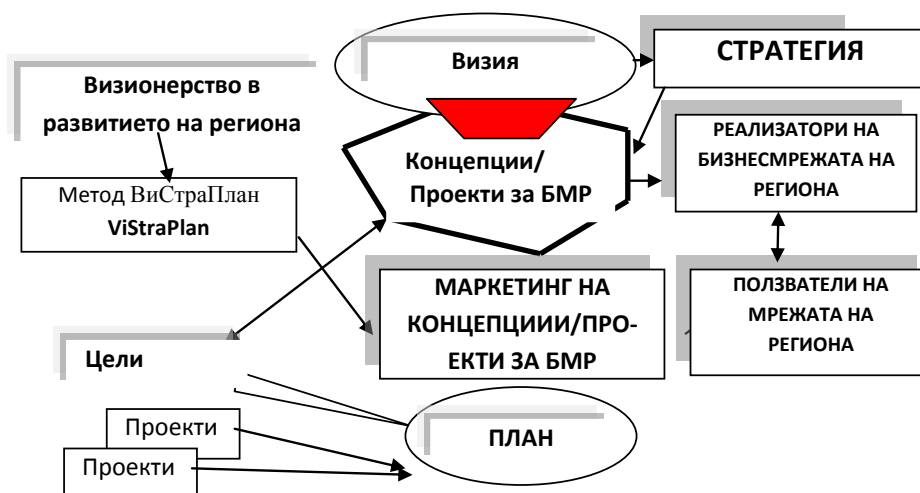 Визия
СТРАТЕГИЯ
Визионерство в
развитието на региона
Концепции/
Проекти за БМР
РЕАЛИЗАТОРИ НА
БИЗНЕСМРЕЖАТА НА
РЕГИОНА
Метод ВиСтраПлан
ViStraPlan
МАРКЕТИНГ НА
КОНЦЕПЦИИИ/ПРО-
ЕКТИ ЗА БМР
ПОЛЗВАТЕЛИ НА
МРЕЖАТА НА
РЕГИОНА
Цели
Проекти
Проекти
ПЛАН